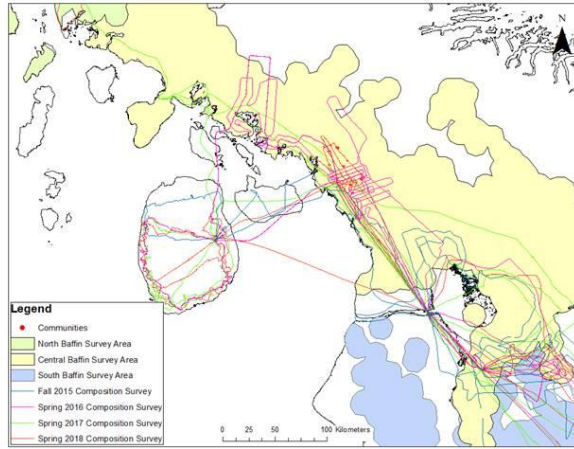 N
Legend
Communities
North Baffin Survey Area
Central Baffin Survey Area
South Baffin Survey Area
Fall 2015 Composition Survey
Spring 2016 Composition Survey
Spring 2017 Composition Survey
Spring 2018 Composition Survey
0 25 50 100 Kilometers